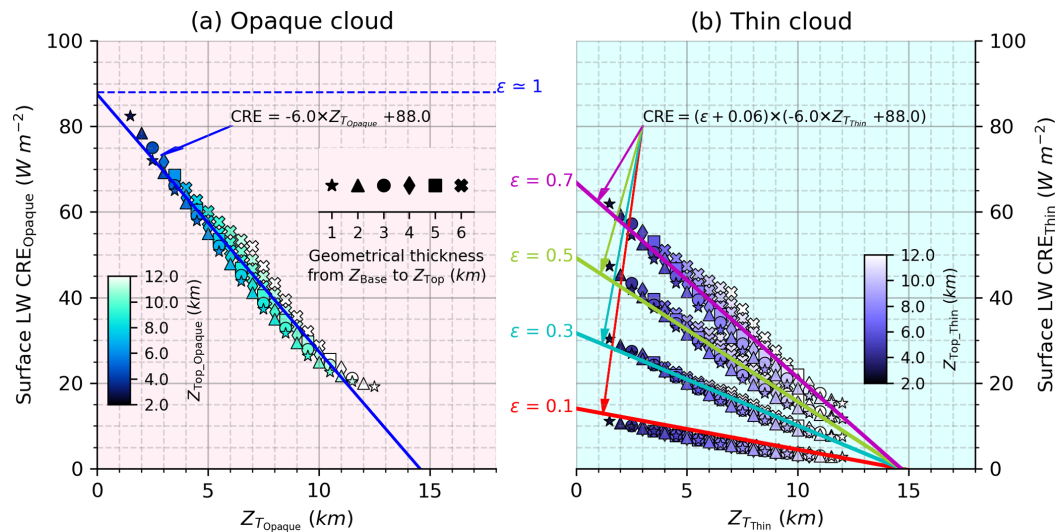 (a) Opaque cloud
(b) Thin cloud
100
80
60
40
20
0
Surface LW CRE_Opaque (W m⁻²)
ε ≃ 1
CRE = -6.0×Z_T_Opaque +88.0
1 2 3 4 5 6
Geometrical thickness
from Z_Base to Z_Top (km)
12.0
10.0
8.0
6.0
4.0
2.0
Z_Top_Opaque (km)
0 5 10 15
Z_T_Opaque (km)
CRE = (ε + 0.06)×(-6.0×Z_T_Thin +88.0)
ε = 0.7
ε = 0.5
ε = 0.3
ε = 0.1
12.0
10.0
8.0
6.0
4.0
2.0
Z_Top_Thin (km)
0 5 10 15
Z_T_Thin (km)
100
80
60
40
20
0
Surface LW CRE_Thin (W m⁻²)